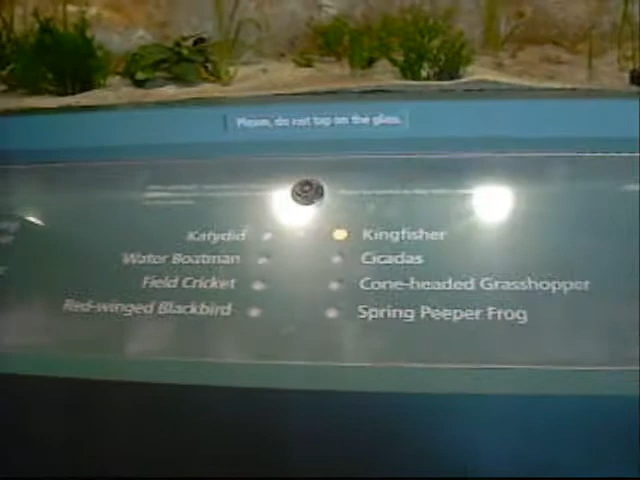 Please, do not tap on the glass.
Katydid
Kingfisher
Water Boatman
Cicadas
Field Cricket
Cone-headed Grasshopper
Red-winged Blackbird
Spring Peeper Frog